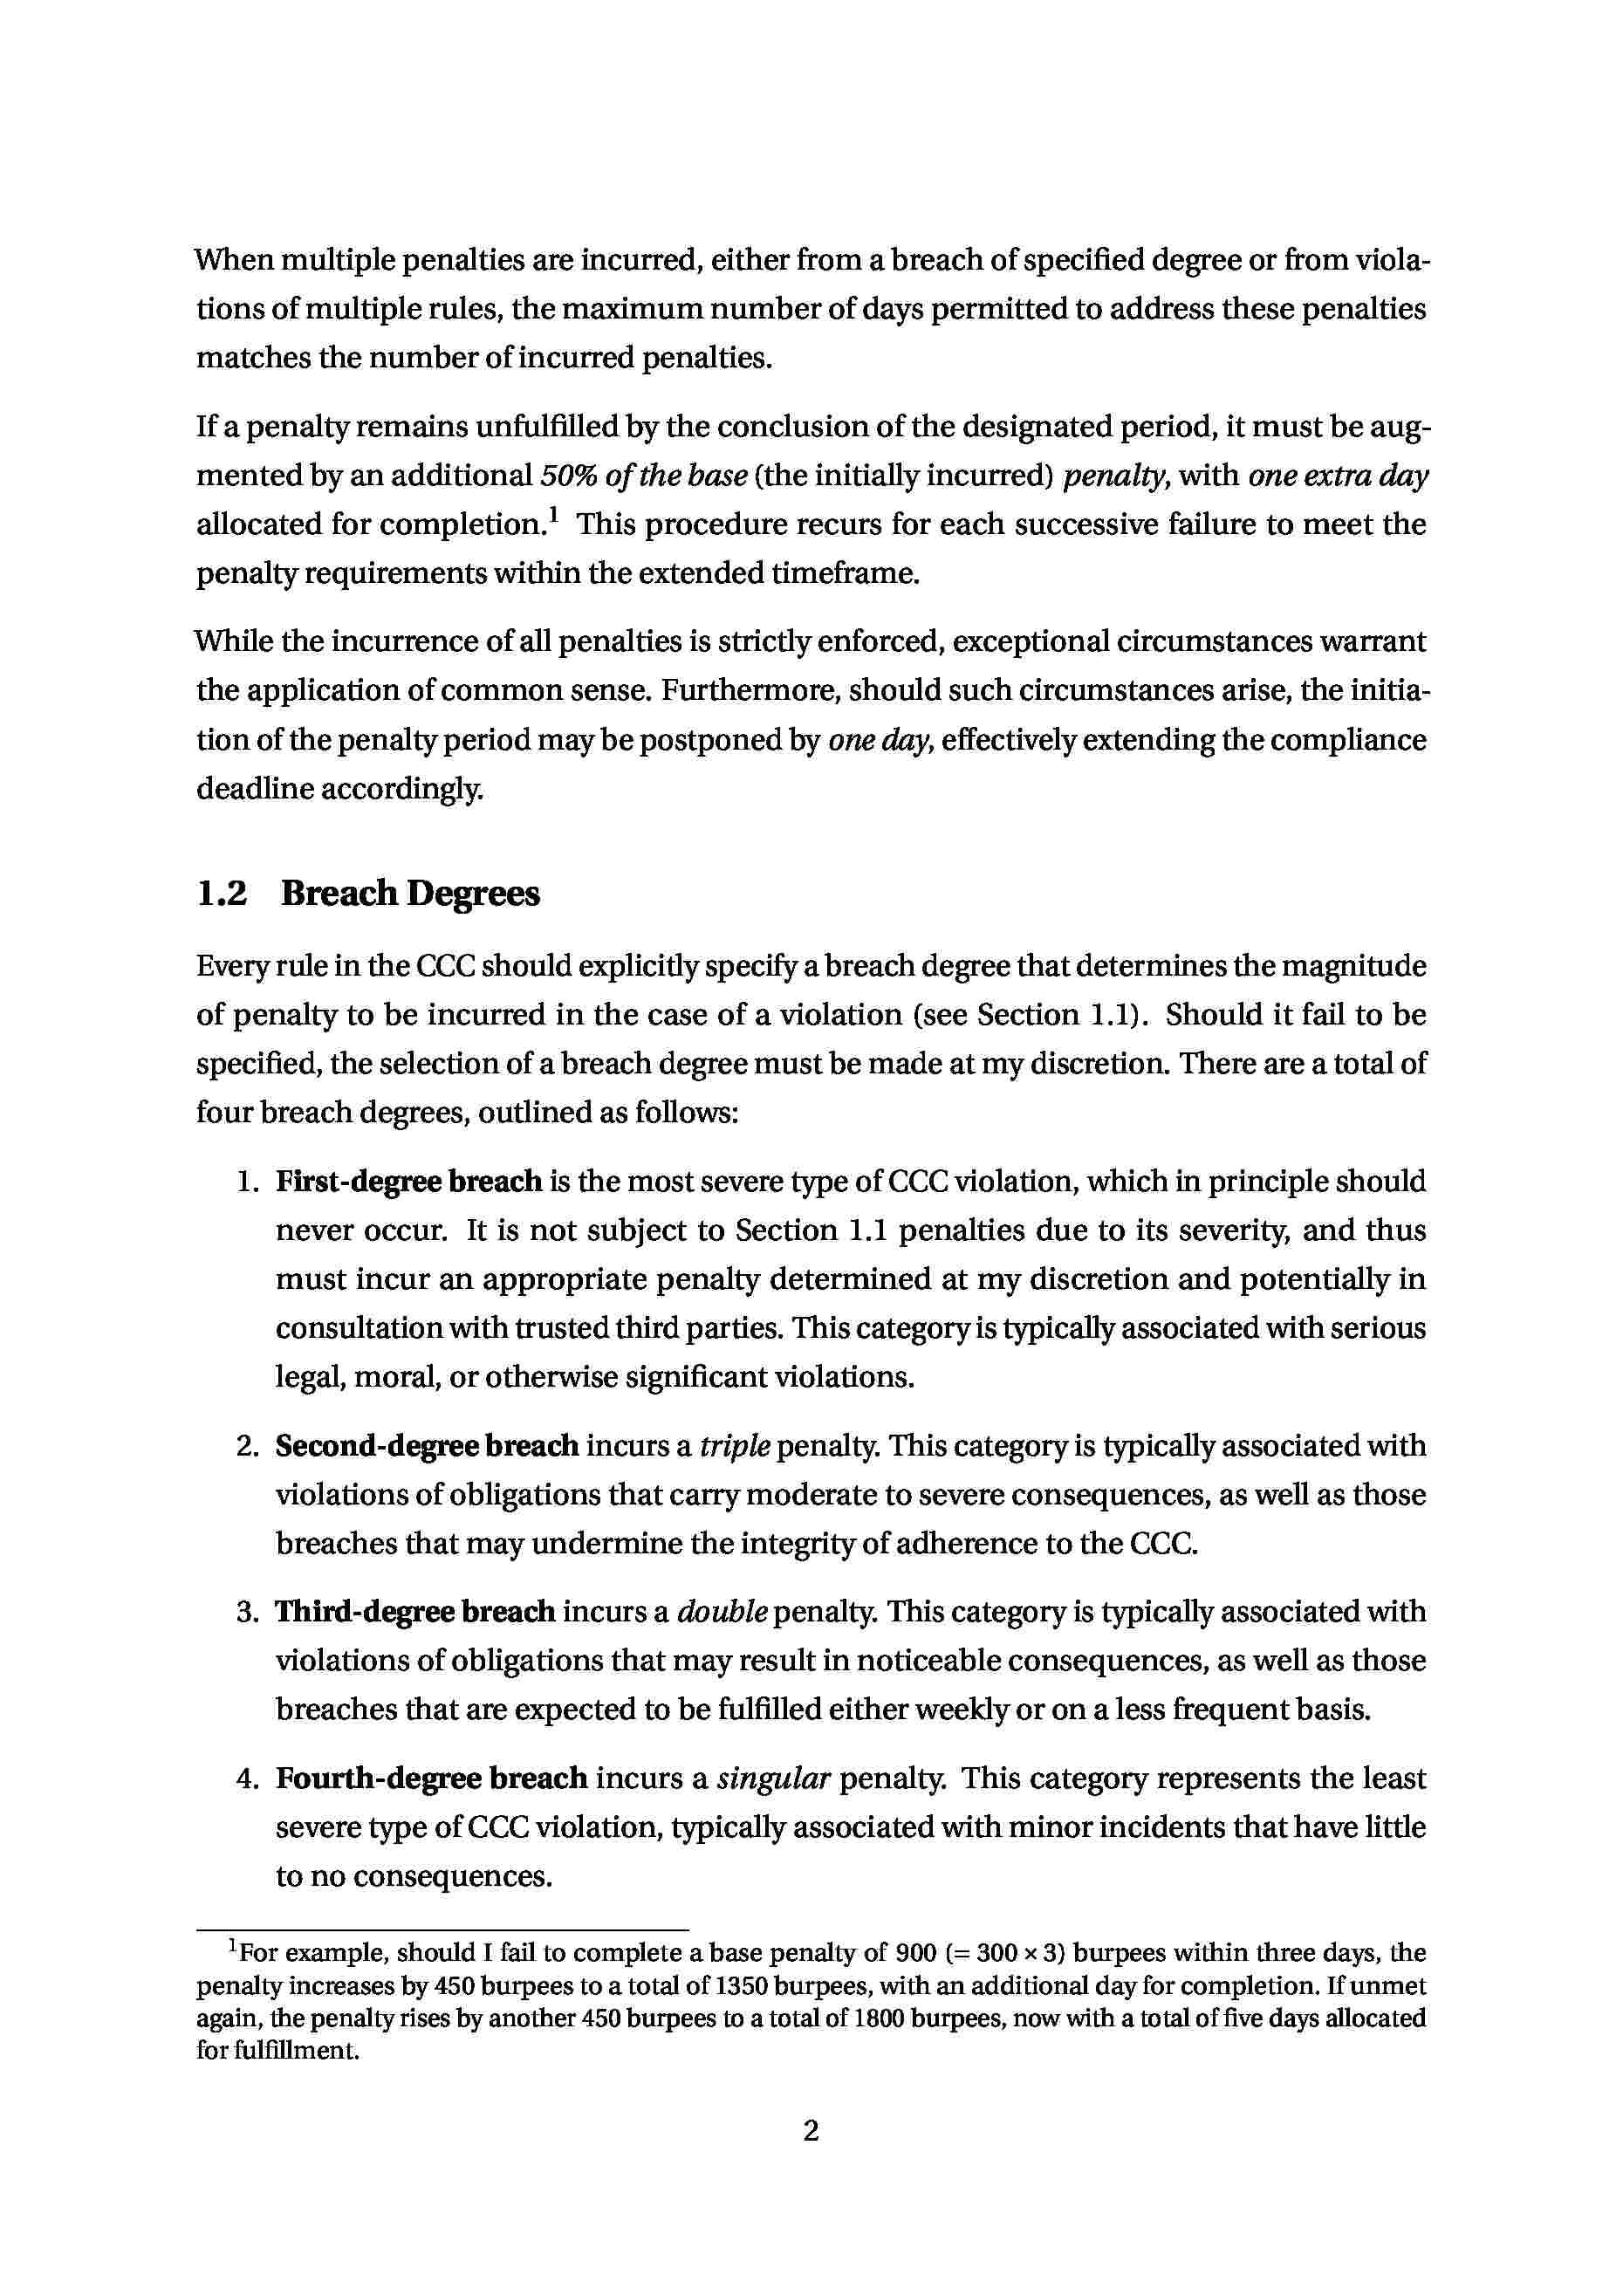 When multiple penalties are incurred, either from a breach of specified degree or from viola-
tions of multiple rules, the maximum number of days permitted to address these penalties
matches the number of incurred penalties.
If a penalty remains unfulfilled by the conclusion of the designated period, it must be aug-
mented by an additional 50% of the base (the initially incurred) penalty, with one extra day
allocated for completion.¹ This procedure recurs for each successive failure to meet the
penalty requirements within the extended timeframe.
While the incurrence of all penalties is strictly enforced, exceptional circumstances warrant
the application of common sense. Furthermore, should such circumstances arise, the initia-
tion of the penalty period may be postponed by one day, effectively extending the compliance
deadline accordingly.
1.2 Breach Degrees
Every rule in the CCC should explicitly specify a breach degree that determines the magnitude
of penalty to be incurred in the case of a violation (see Section 1.1). Should it fail to be
specified, the selection of a breach degree must be made at my discretion. There are a total of
four breach degrees, outlined as follows:
1. First-degree breach is the most severe type of CCC violation, which in principle should
never occur. It is not subject to Section 1.1 penalties due to its severity, and thus
must incur an appropriate penalty determined at my discretion and potentially in
consultation with trusted third parties. This category is typically associated with serious
legal, moral, or otherwise significant violations.
2. Second-degree breach incurs a triple penalty. This category is typically associated with
violations of obligations that carry moderate to severe consequences, as well as those
breaches that may undermine the integrity of adherence to the CCC.
3. Third-degree breach incurs a double penalty. This category is typically associated with
violations of obligations that may result in noticeable consequences, as well as those
breaches that are expected to be fulfilled either weekly or on a less frequent basis.
4. Fourth-degree breach incurs a singular penalty. This category represents the least
severe type of CCC violation, typically associated with minor incidents that have little
to no consequences.
¹For example, should I fail to complete a base penalty of 900 (= 300 × 3) burpees within three days, the
penalty increases by 450 burpees to a total of 1350 burpees, with an additional day for completion. If unmet
again, the penalty rises by another 450 burpees to a total of 1800 burpees, now with a total of five days allocated
for fulfillment.
2